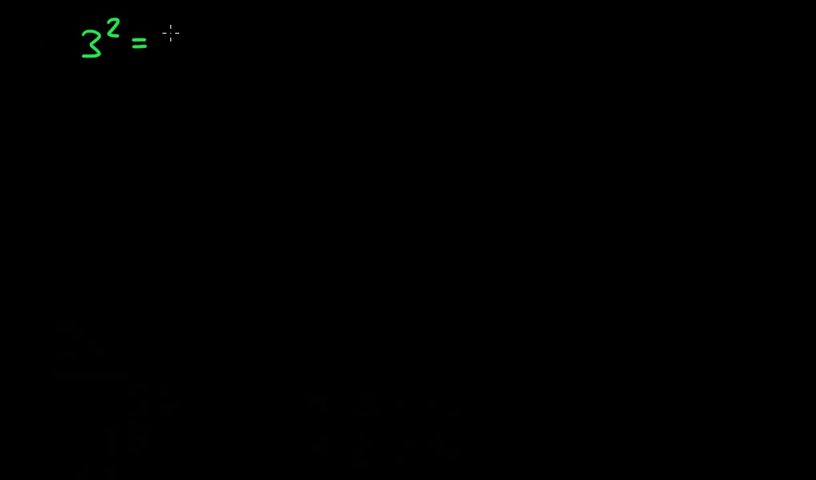 3² =